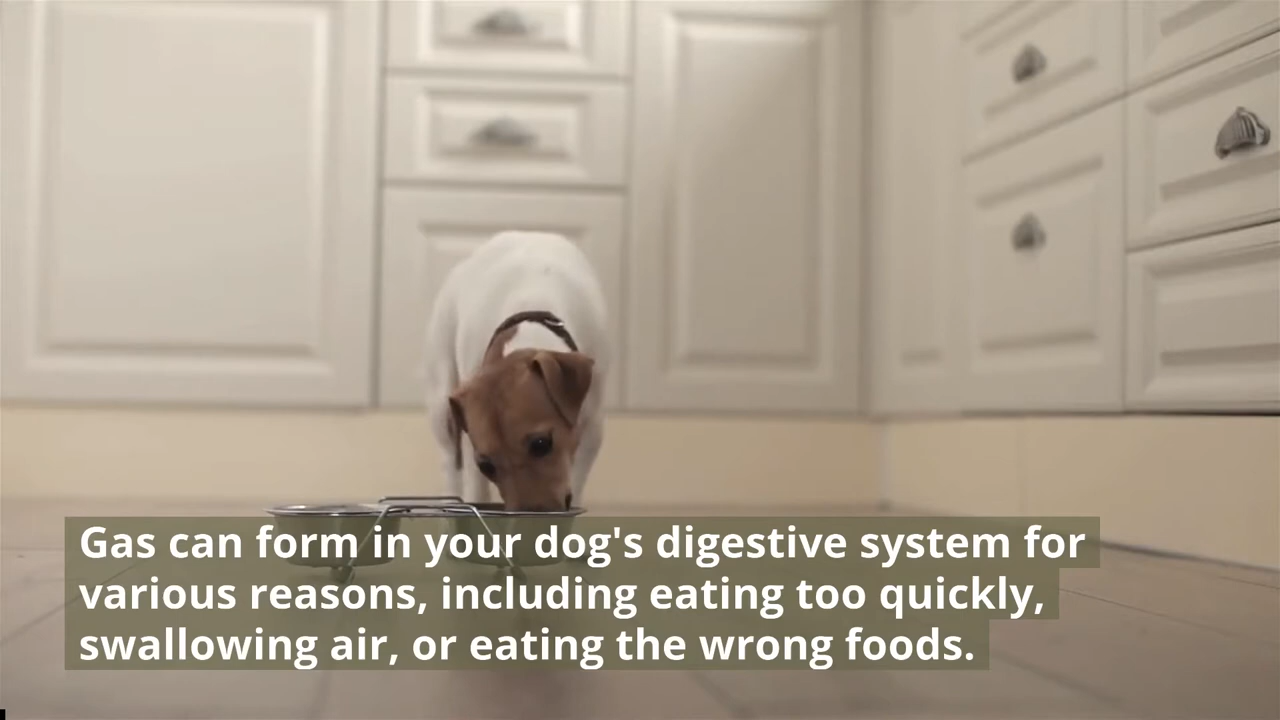 Gas can form in your dog's digestive system for
various reasons, including eating too quickly,
swallowing air, or eating the wrong foods.